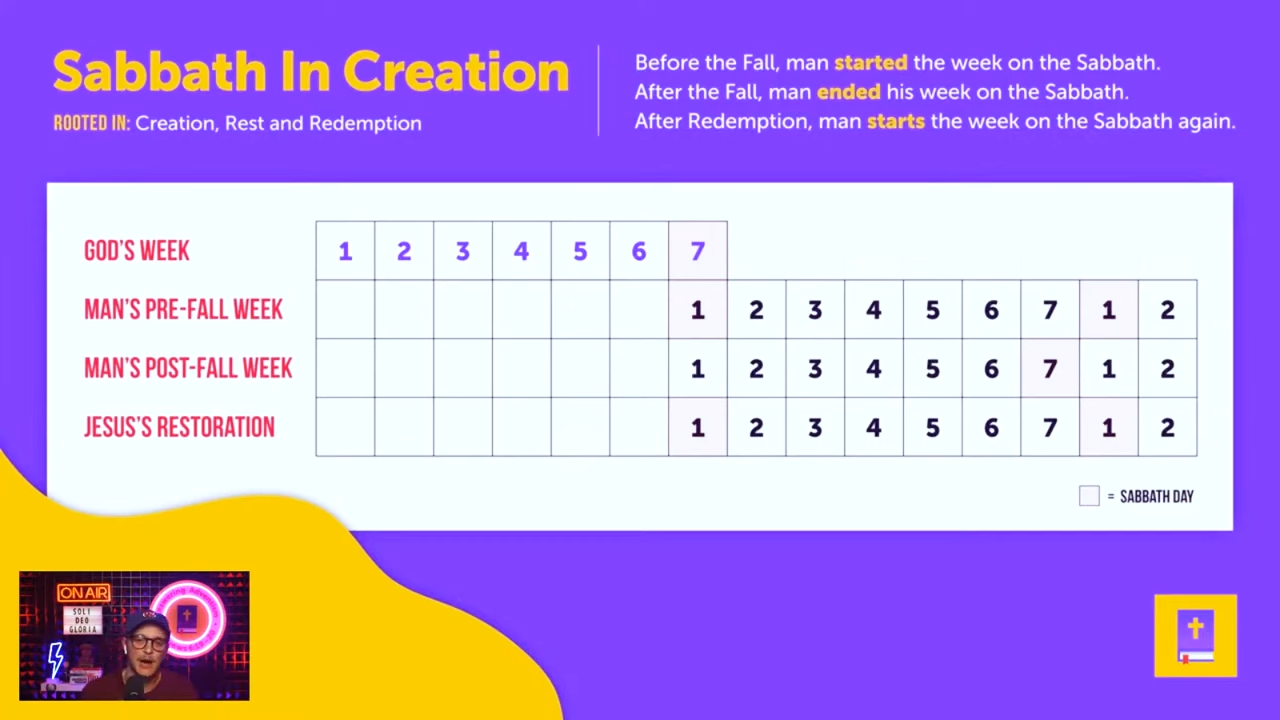 Sabbath In Creation
ROOTED IN: Creation, Rest and Redemption
Before the Fall, man started the week on the Sabbath.
After the Fall, man ended his week on the Sabbath.
After Redemption, man starts the week on the Sabbath again.
GOD'S WEEK 1 2 3 4 5 6 7
MAN'S PRE-FALL WEEK 1 2 3 4 5 6 7 1 2
MAN'S POST-FALL WEEK 1 2 3 4 5 6 7 1 2
JESUS'S RESTORATION 1 2 3 4 5 6 7 1 2
= SABBATH DAY
ON AIR
SOLI
DEO
GLORIA